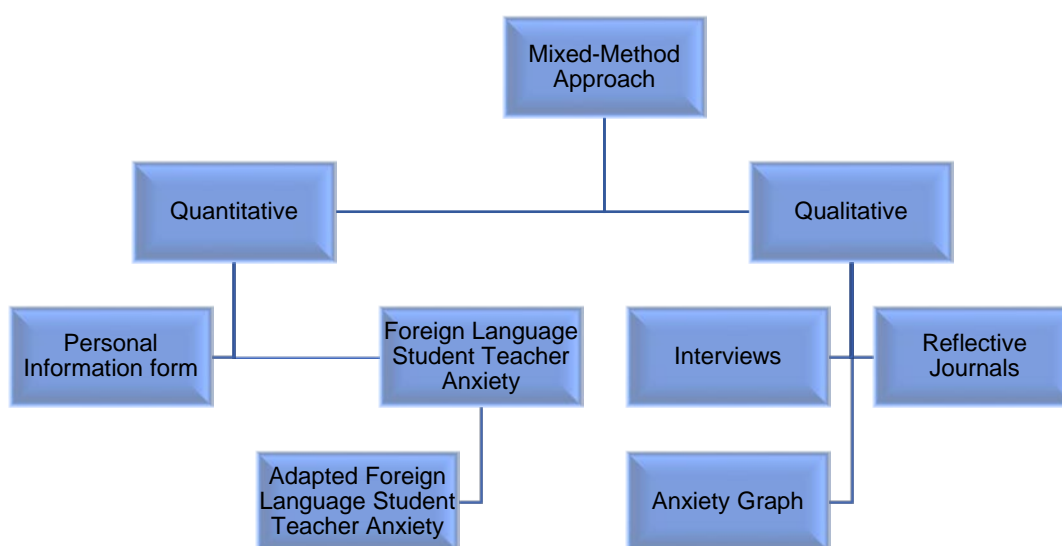 Mixed-Method
Approach
Quantitative
Qualitative
Personal
Information form
Foreign Language
Student Teacher
Anxiety
Interviews
Reflective
Journals
Adapted Foreign
Language Student
Teacher Anxiety
Anxiety Graph